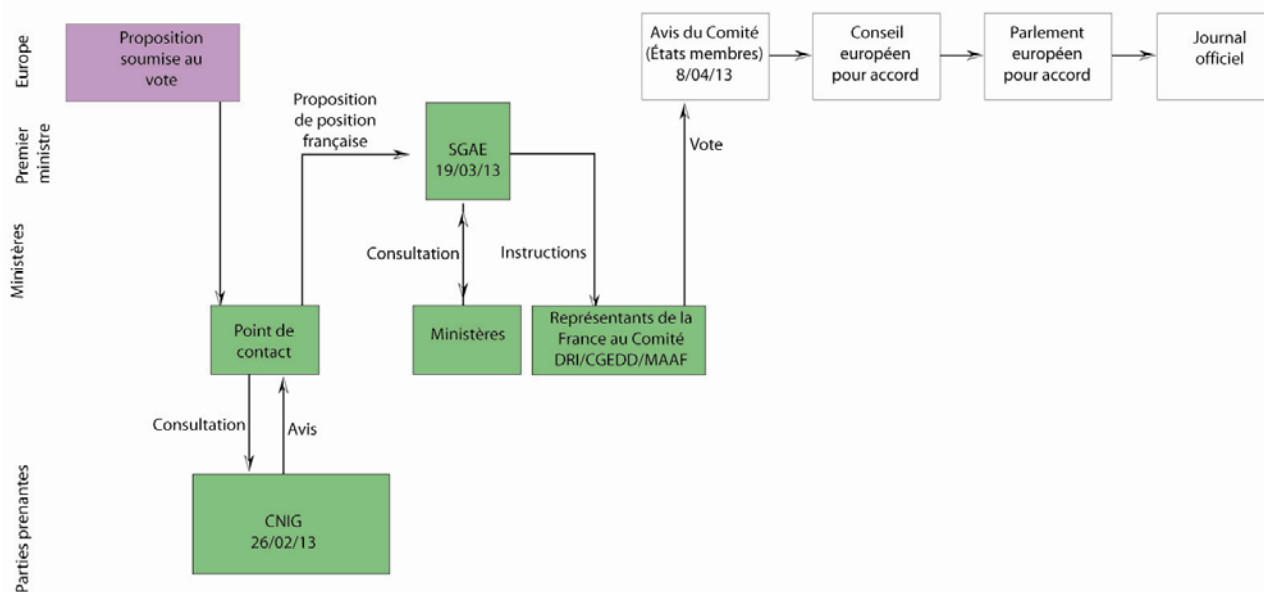 Europe
Proposition
soumise au
vote
Avis du Comité
(États membres)
8/04/13
Conseil
européen
pour accord
Parlement
européen
pour accord
Journal
officiel
Premier
ministre
Proposition
de position
française
SGAE
19/03/13
Vote
Ministères
Consultation
Instructions
Point de
contact
Ministères
Représentants de la
France au Comité
DRI/CGEDD/MAAF
Parties prenantes
Consultation
Avis
CNIG
26/02/13